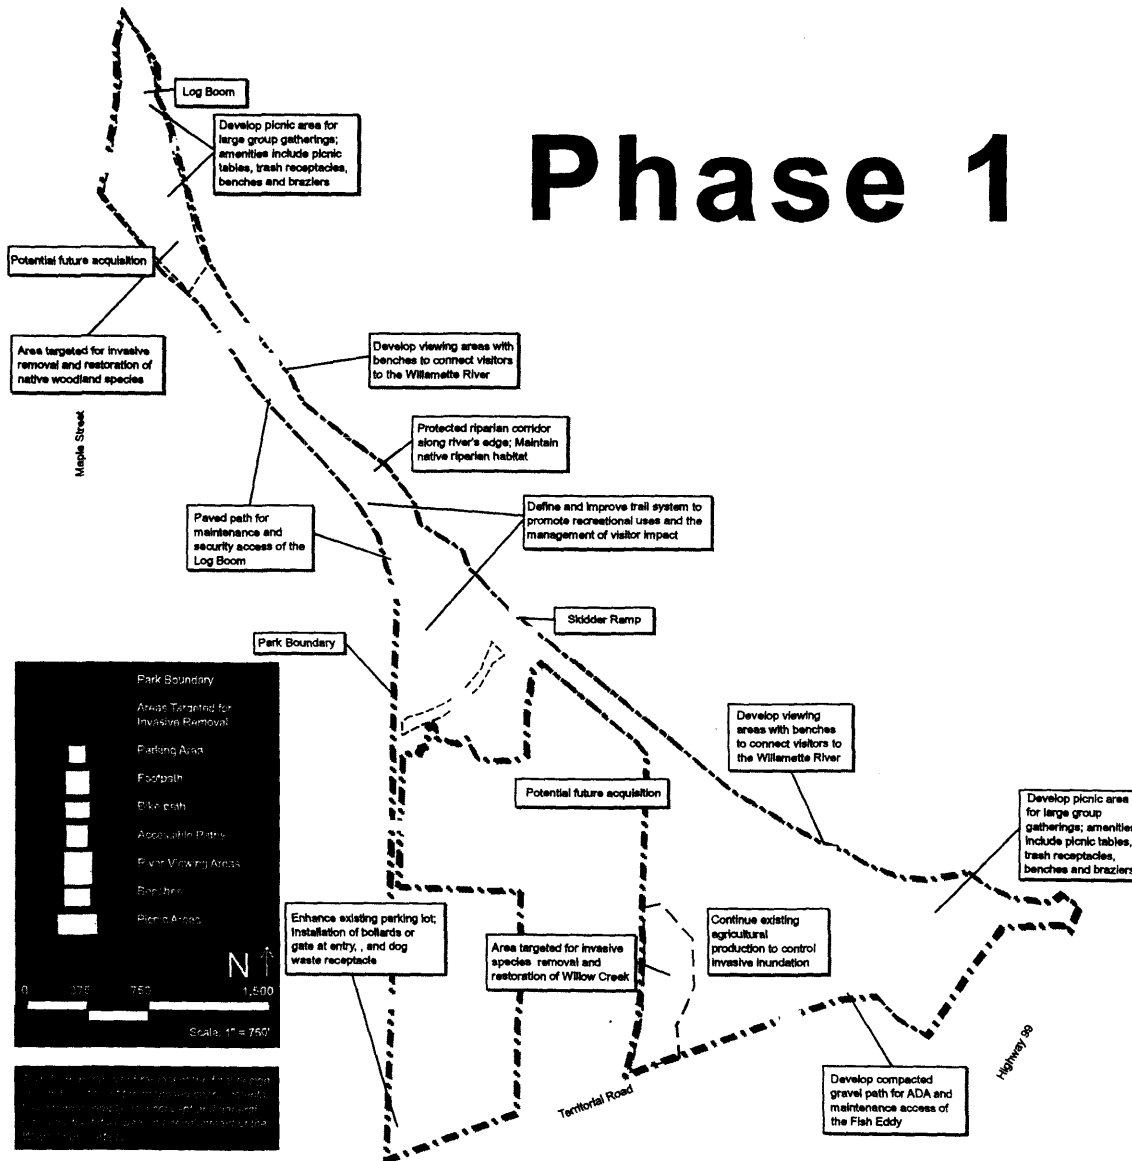 Phase 1
Log Boom
Develop picnic area for
large group gatherings;
amenities include picnic
tables, trash receptacles,
benches and braziers
Potential future acquisition
Area targeted for invasive
removal and restoration of
native woodland species
Develop viewing areas with
benches to connect visitors
to the Willamette River
Maple Street
Protected riparian corridor
along river's edge; Maintain
native riparian habitat
Paved path for
maintenance and
security access of the
Log Boom
Define and improve trail system to
promote recreational uses and the
management of visitor impact
Skidder Ramp
Park Boundary
Park Boundary
Areas Targeted for
Invasive Removal
Parking Area
Footpath
Bike path
Accessible Paths
River Viewing Areas
Benches
Picnic Areas
N
0 375 750 1,500
Scale: 1" = 750'
Develop viewing
areas with benches
to connect visitors to
the Willamette River
Potential future acquisition
Develop picnic area
for large group
gatherings; amenities
include picnic tables,
trash receptacles,
benches and braziers
Enhance existing parking lot;
Installation of bollards or
gate at entry, , and dog
waste receptacle
Area targeted for invasive
species removal and
restoration of Willow Creek
Continue existing
agricultural
production to control
invasive inundation
Territorial Road
Highway 99
Develop compacted
gravel path for ADA and
maintenance access of
the Fish Eddy